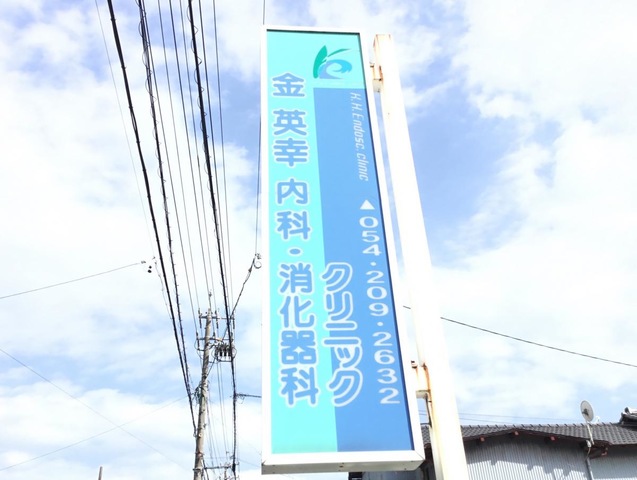 金 英幸 内科・消化器科
クリニック
K.H.Endosc.clinic
▲054・209・2632